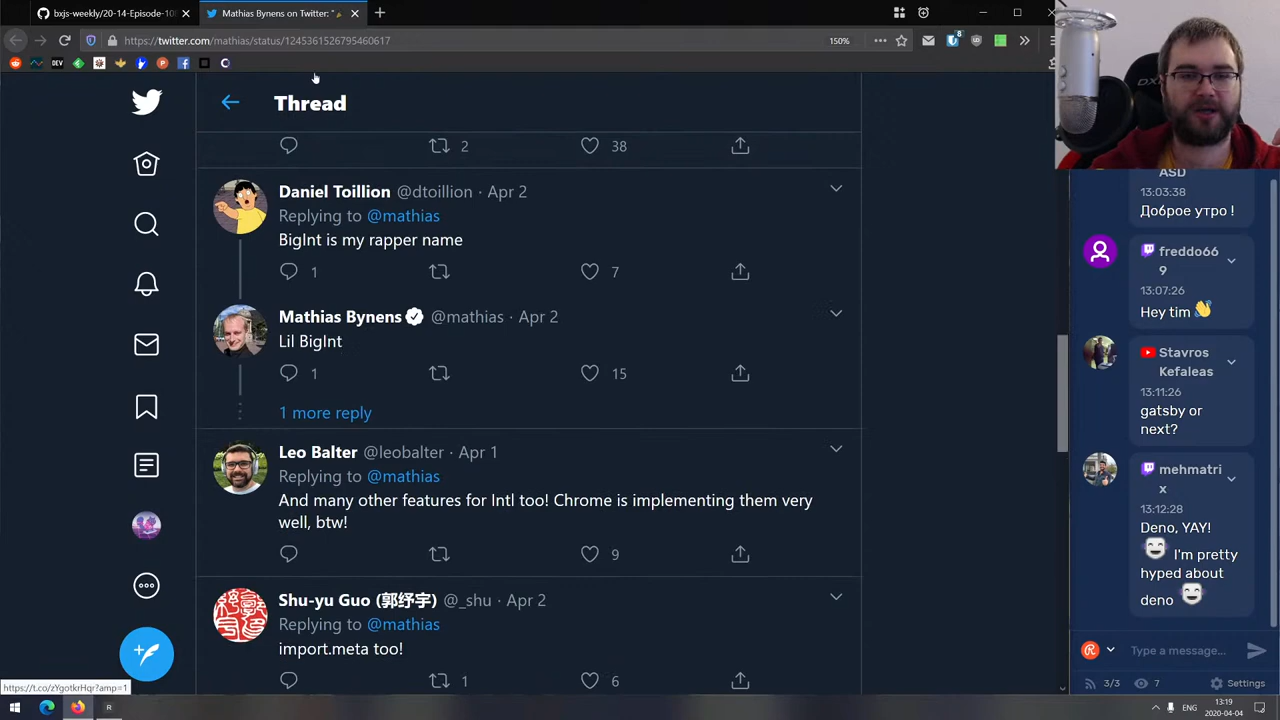 bxjs-weekly/20-14-Episode-10
Mathias Bynens on Twitter: "
https://twitter.com/mathias/status/1245361526795460617
150%
DEV
Thread
2
38
Daniel Toillion @dtoillion · Apr 2
Replying to @mathias
BigInt is my rapper name
1
7
Mathias Bynens @mathias · Apr 2
Lil BigInt
1
15
1 more reply
Leo Balter @leobalter · Apr 1
Replying to @mathias
And many other features for Intl too! Chrome is implementing them very
well, btw!
9
Shu-yu Guo (郭纾宇) @_shu · Apr 2
Replying to @mathias
import.meta too!
1
6
https://t.co/zYgotkrHqr?amp=1
ASD
13:03:38
Доброе утро !
freddo66
9
13:07:26
Hey tim 👋
Stavros
Kefaleas
13:11:26
gatsby or
next?
mehmatri
x
13:12:28
Deno, YAY!
I'm pretty
hyped about
deno
Type a message...
3/3
7
Settings
ENG
13:19
2020-04-04